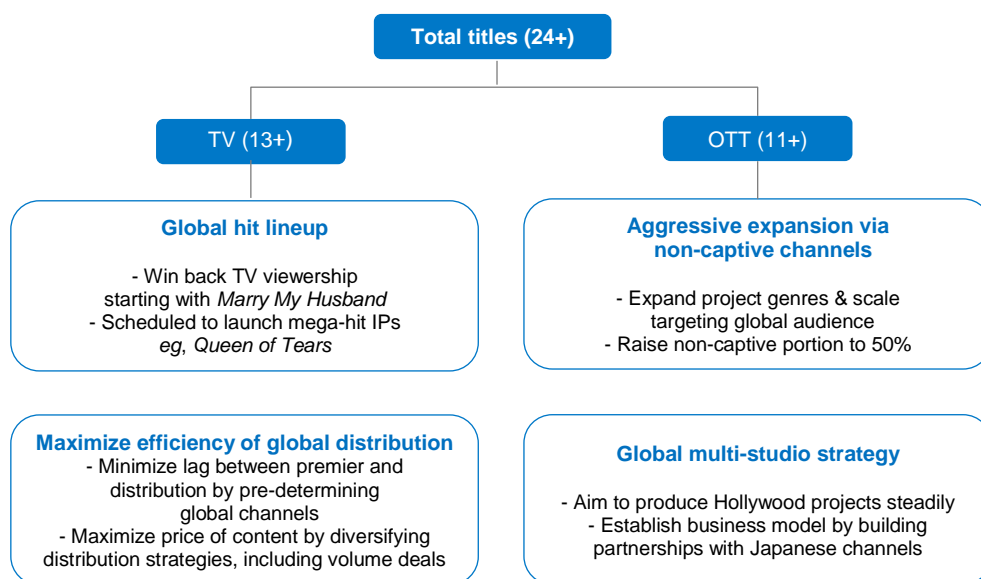 Total titles (24+)
TV (13+)
OTT (11+)
Global hit lineup
- Win back TV viewership
starting with Marry My Husband
- Scheduled to launch mega-hit IPs
eg, Queen of Tears
Aggressive expansion via
non-captive channels
- Expand project genres & scale
targeting global audience
- Raise non-captive portion to 50%
Maximize efficiency of global distribution
- Minimize lag between premier and
distribution by pre-determining
global channels
- Maximize price of content by diversifying
distribution strategies, including volume deals
Global multi-studio strategy
- Aim to produce Hollywood projects steadily
- Establish business model by building
partnerships with Japanese channels